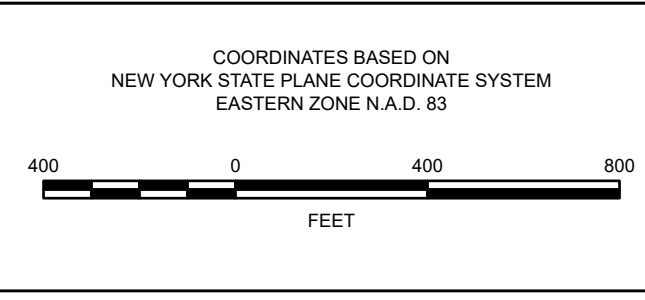 COORDINATES BASED ON
NEW YORK STATE PLANE COORDINATE SYSTEM
EASTERN ZONE N.A.D. 83
400 0 400 800
FEET